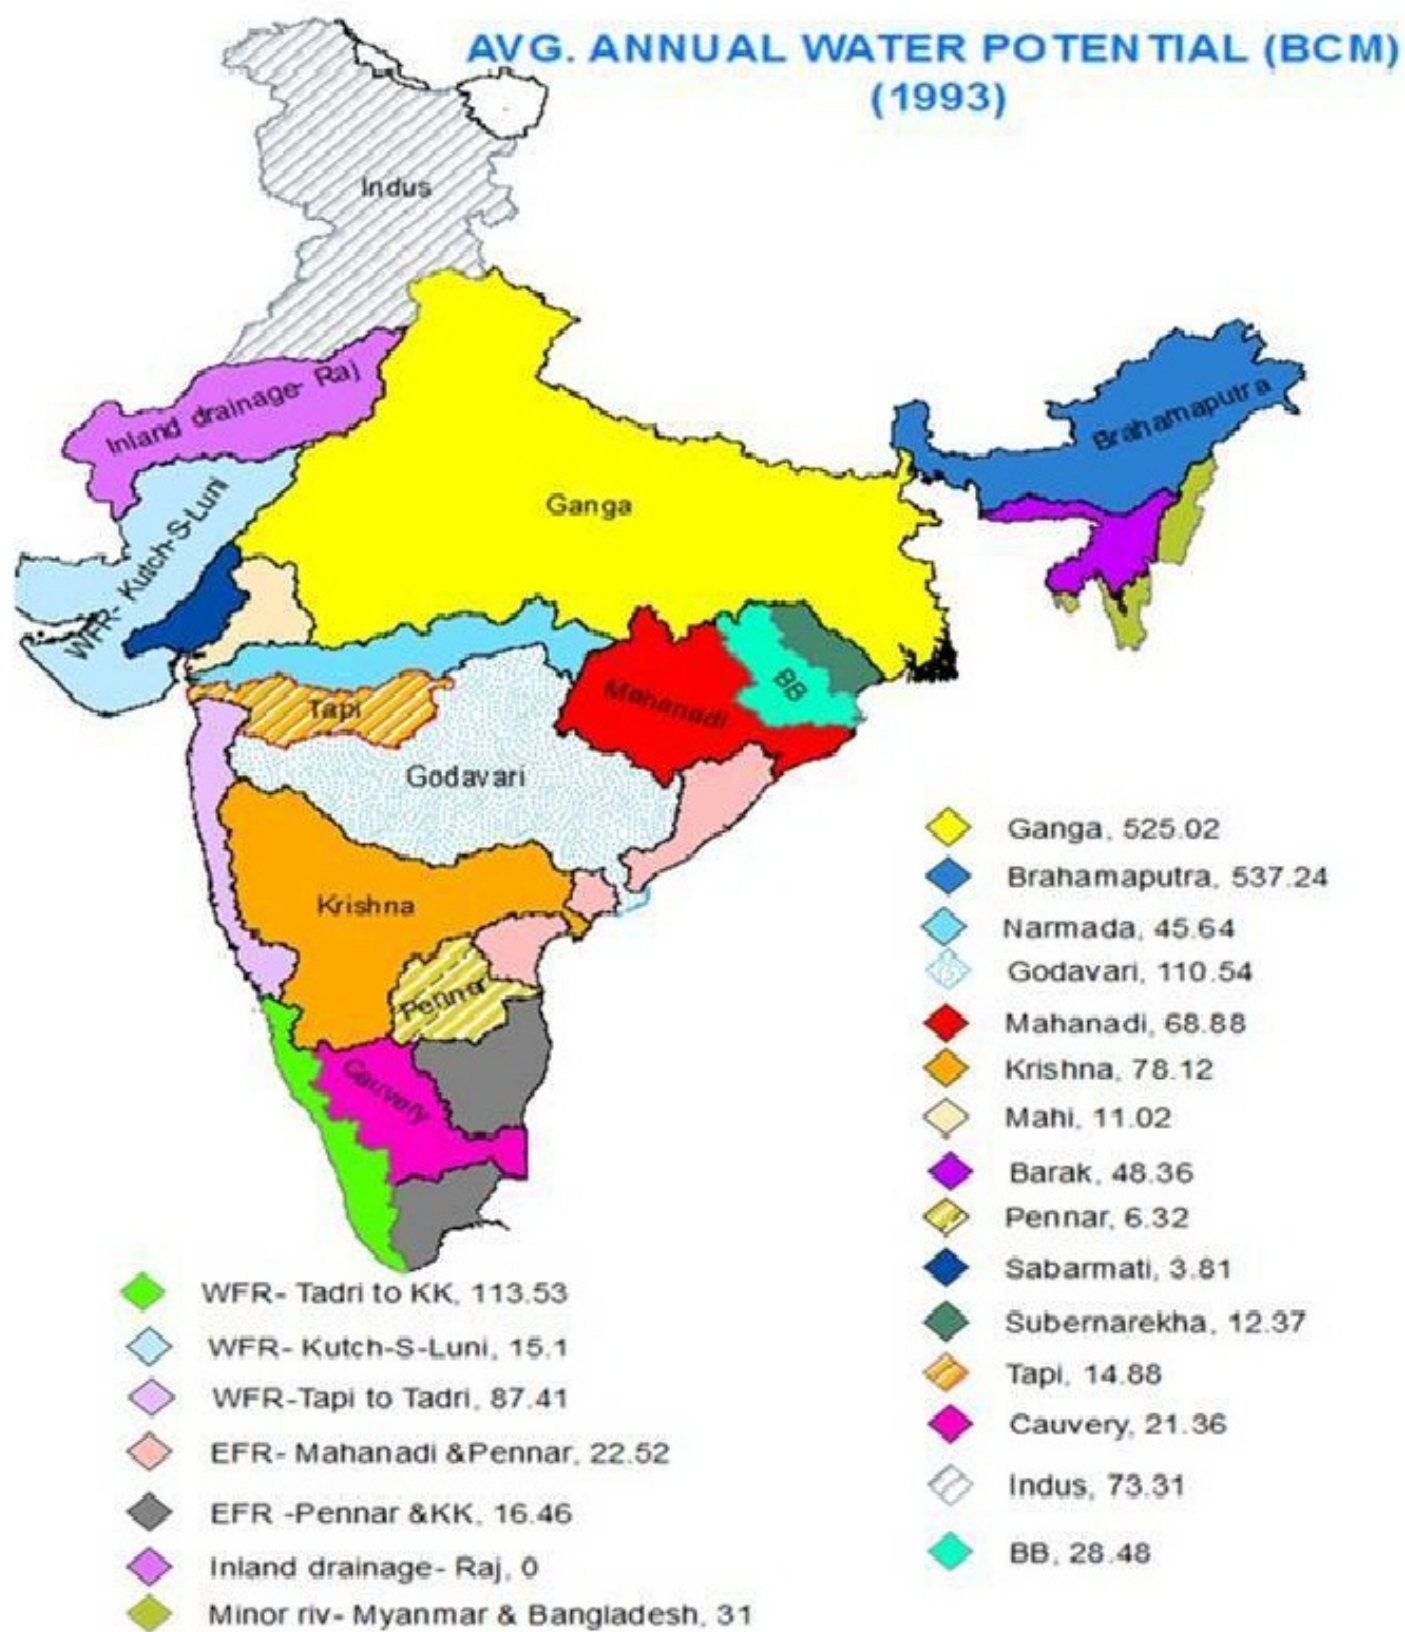 AVG. ANNUAL WATER POTENTIAL (BCM)
(1993)
Indus
Inland drainage- Raj
Brahamaputra
Ganga
WFR- Kutch-S-Luni
BB
Mahanadi
Tapi
Godavari
Krishna
Pennar
Cauvery
Ganga, 525.02
Brahamaputra, 537.24
Narmada, 45.64
Godavari, 110.54
Mahanadi, 68.88
Krishna, 78.12
Mahi, 11.02
Barak, 48.36
Pennar, 6.32
Sabarmati, 3.81
Subernarekha, 12.37
Tapi, 14.88
Cauvery, 21.36
Indus, 73.31
BB, 28.48
WFR- Tadri to KK, 113.53
WFR- Kutch-S-Luni, 15.1
WFR-Tapi to Tadri, 87.41
EFR- Mahanadi &Pennar, 22.52
EFR -Pennar &KK, 16.46
Inland drainage- Raj, 0
Minor riv- Myanmar & Bangladesh, 31